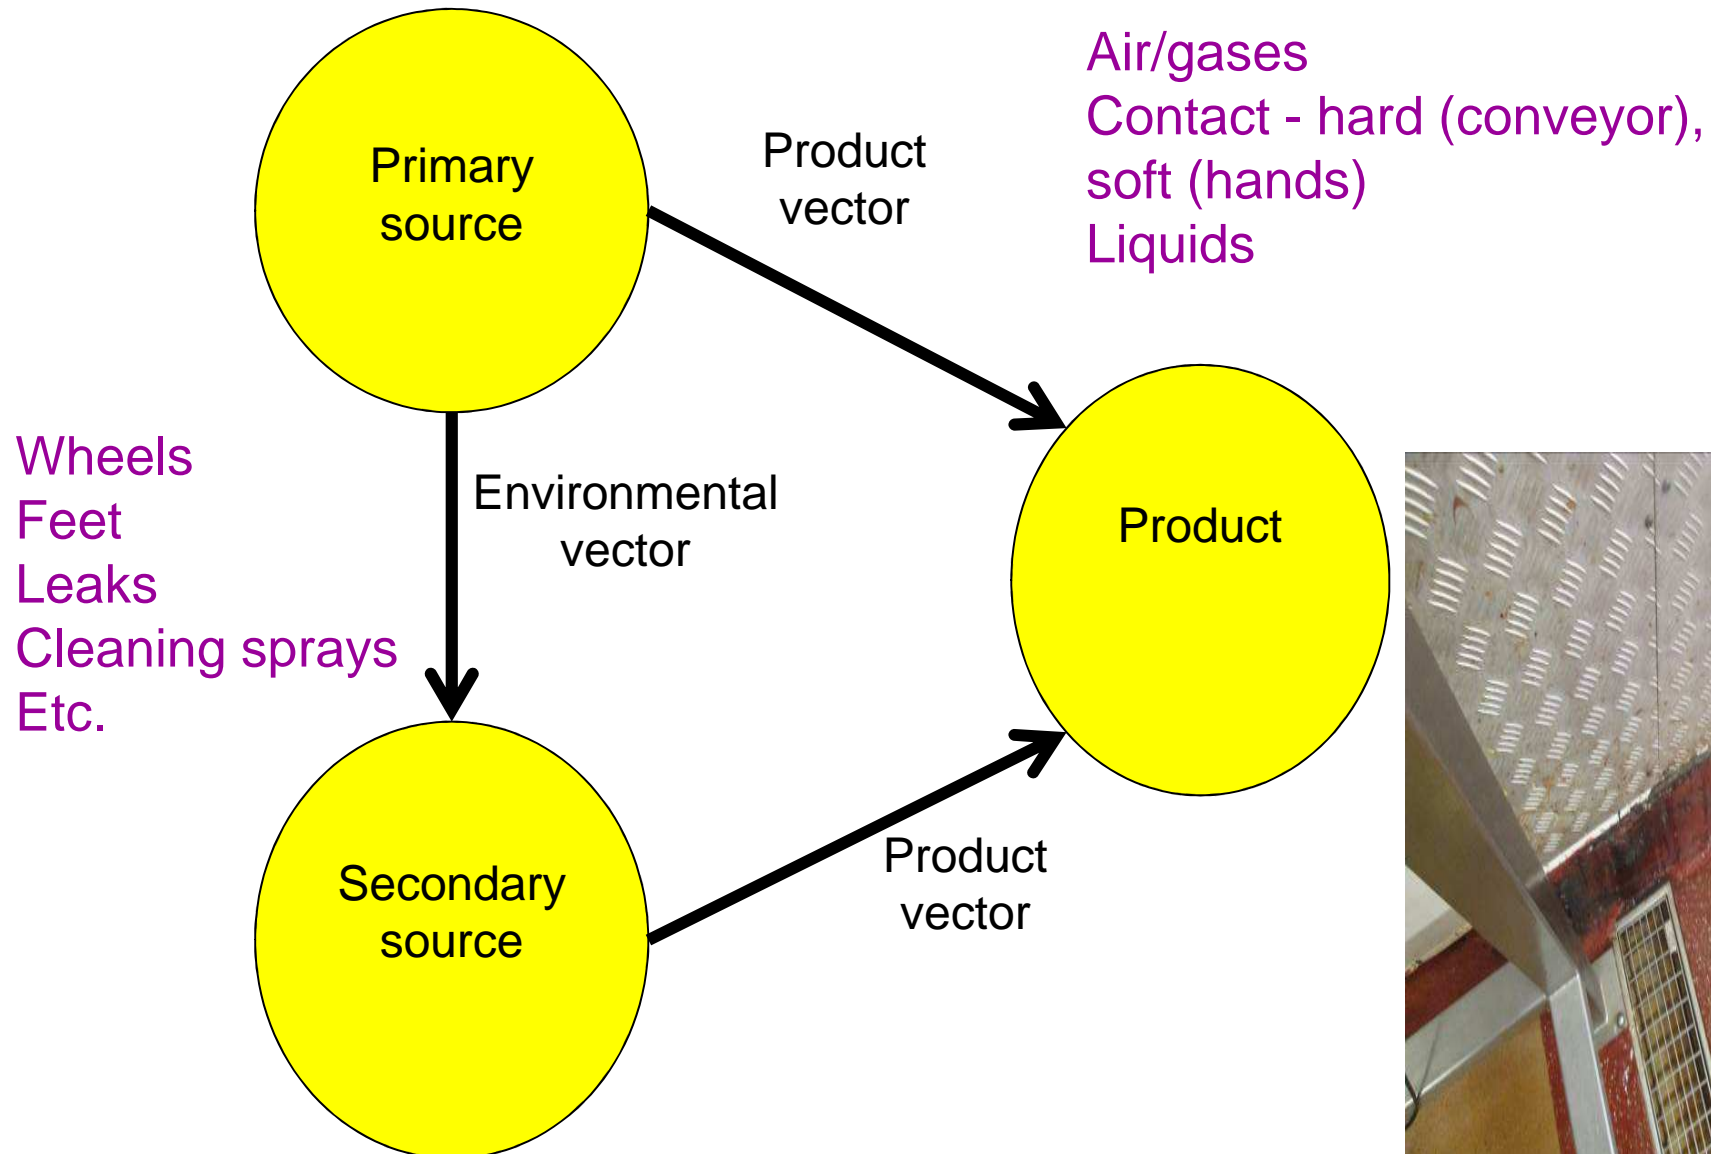 Air/gases
Contact - hard (conveyor),
soft (hands)
Liquids
Primary
source
Product
vector
Wheels
Feet
Leaks
Cleaning sprays
Etc.
Environmental
vector
Product
Secondary
source
Product
vector